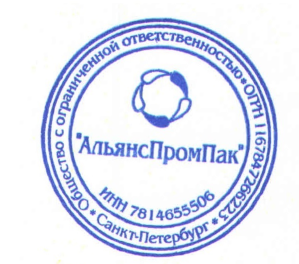 Общество с ограниченной ответственностью * ОГРН 1167847266223 *
"АльянсПромПак"
ИНН 7814655506
Санкт-Петербург